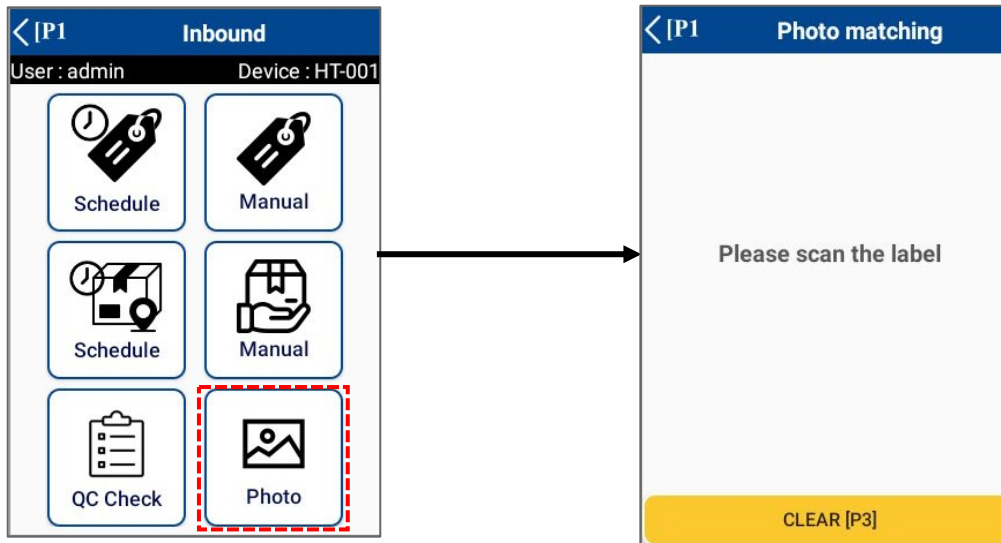 [P1 Inbound
User : admin Device : HT-001
Schedule Manual
Schedule Manual
QC Check Photo
[P1 Photo matching
Please scan the label
CLEAR [P3]